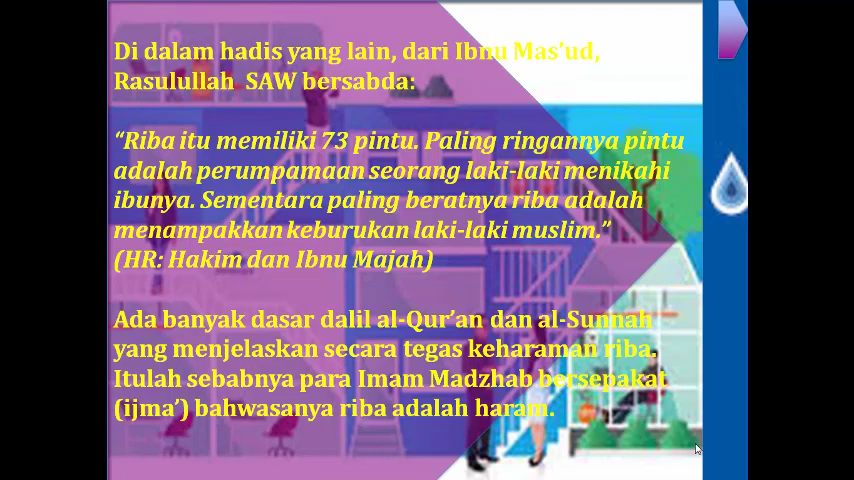 Di dalam hadis yang lain, dari Ibnu Mas’ud,
Rasulullah SAW bersabda:
“Riba itu memiliki 73 pintu. Paling ringannya pintu
adalah perumpamaan seorang laki-laki menikahi
ibunya. Sementara paling beratnya riba adalah
menampakkan keburukan laki-laki muslim.”
(HR: Hakim dan Ibnu Majah)
Ada banyak dasar dalil al-Qur’an dan al-Sunnah
yang menjelaskan secara tegas keharaman riba.
Itulah sebabnya para Imam Madzhab bersepakat
(ijma’) bahwasanya riba adalah haram.